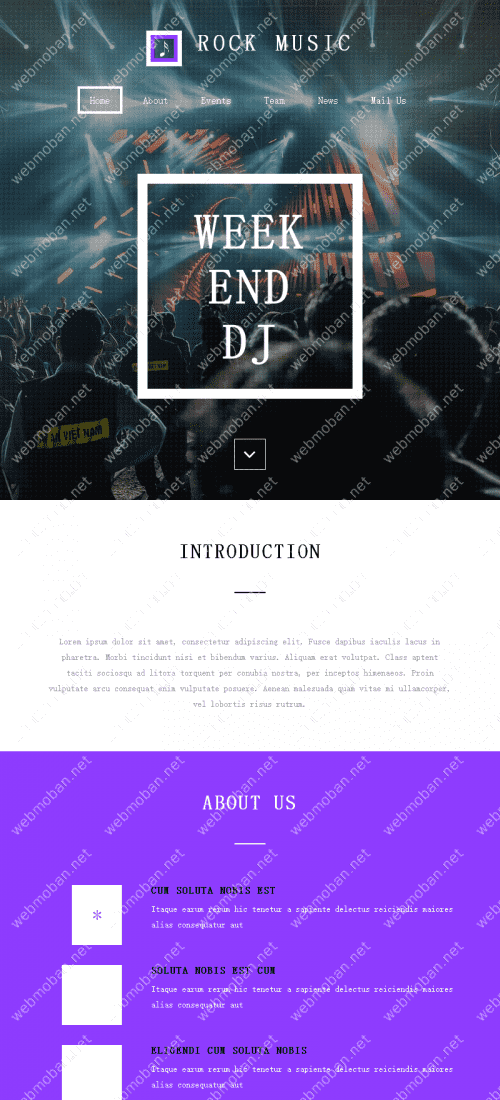 ROCK MUSIC
Home About Events Team News Mail Us
WEEK
END
DJ
VIỆT NAM
INTRODUCTION
Lorem ipsum dolor sit amet, consectetur adipiscing elit. Fusce dapibus iaculis lacus in
pharetra. Morbi tincidunt nisi et bibendum varius. Aliquam erat volutpat. Class aptent
taciti sociosqu ad litora torquent per conubia nostra, per inceptos himenaeos. Proin
vulputate arcu consequat enim vulputate posuere. Aenean malesuada quam vitae mi ullamcorper,
vel lobortis risus rutrum.
ABOUT US
CUM SOLUTA NOBIS EST
Itaque earum rerum hic tenetur a sapiente delectus reiciendis maiores
alias consequatur aut
SOLUTA NOBIS EST CUM
Itaque earum rerum hic tenetur a sapiente delectus reiciendis maiores
alias consequatur aut
ELIGENDI CUM SOLUTA NOBIS
Itaque earum rerum hic tenetur a sapiente delectus reiciendis maiores
alias consequatur aut
webmoban.net